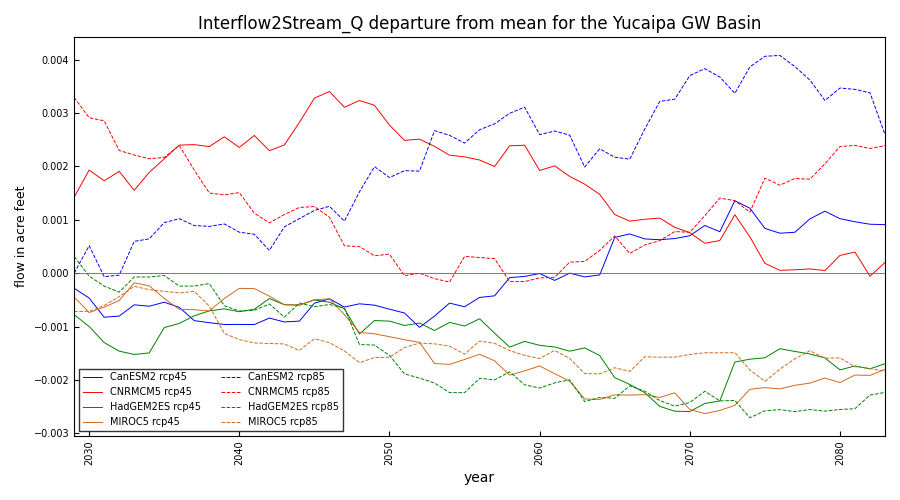 Interflow2Stream_Q departure from mean for the Yucaipa GW Basin
flow in acre feet
0.004
0.003
0.002
0.001
0.000
−0.001
−0.002
−0.003
CanESM2 rcp45
CNRMCM5 rcp45
HadGEM2ES rcp45
MIROC5 rcp45
CanESM2 rcp85
CNRMCM5 rcp85
HadGEM2ES rcp85
MIROC5 rcp85
2030
2040
2050
2060
2070
2080
year